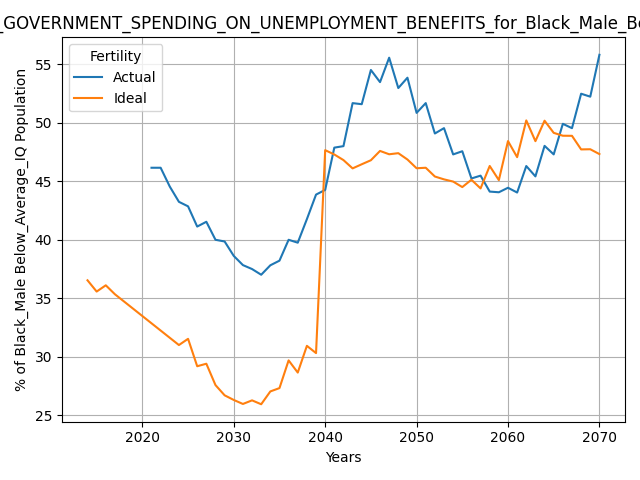 _GOVERNMENT_SPENDING_ON_UNEMPLOYMENT_BENEFITS_for_Black_Male_Be
Fertility
Actual
Ideal
% of Black_Male Below_Average_IQ Population
55
50
45
40
35
30
25
2020 2030 2040 2050 2060 2070
Years